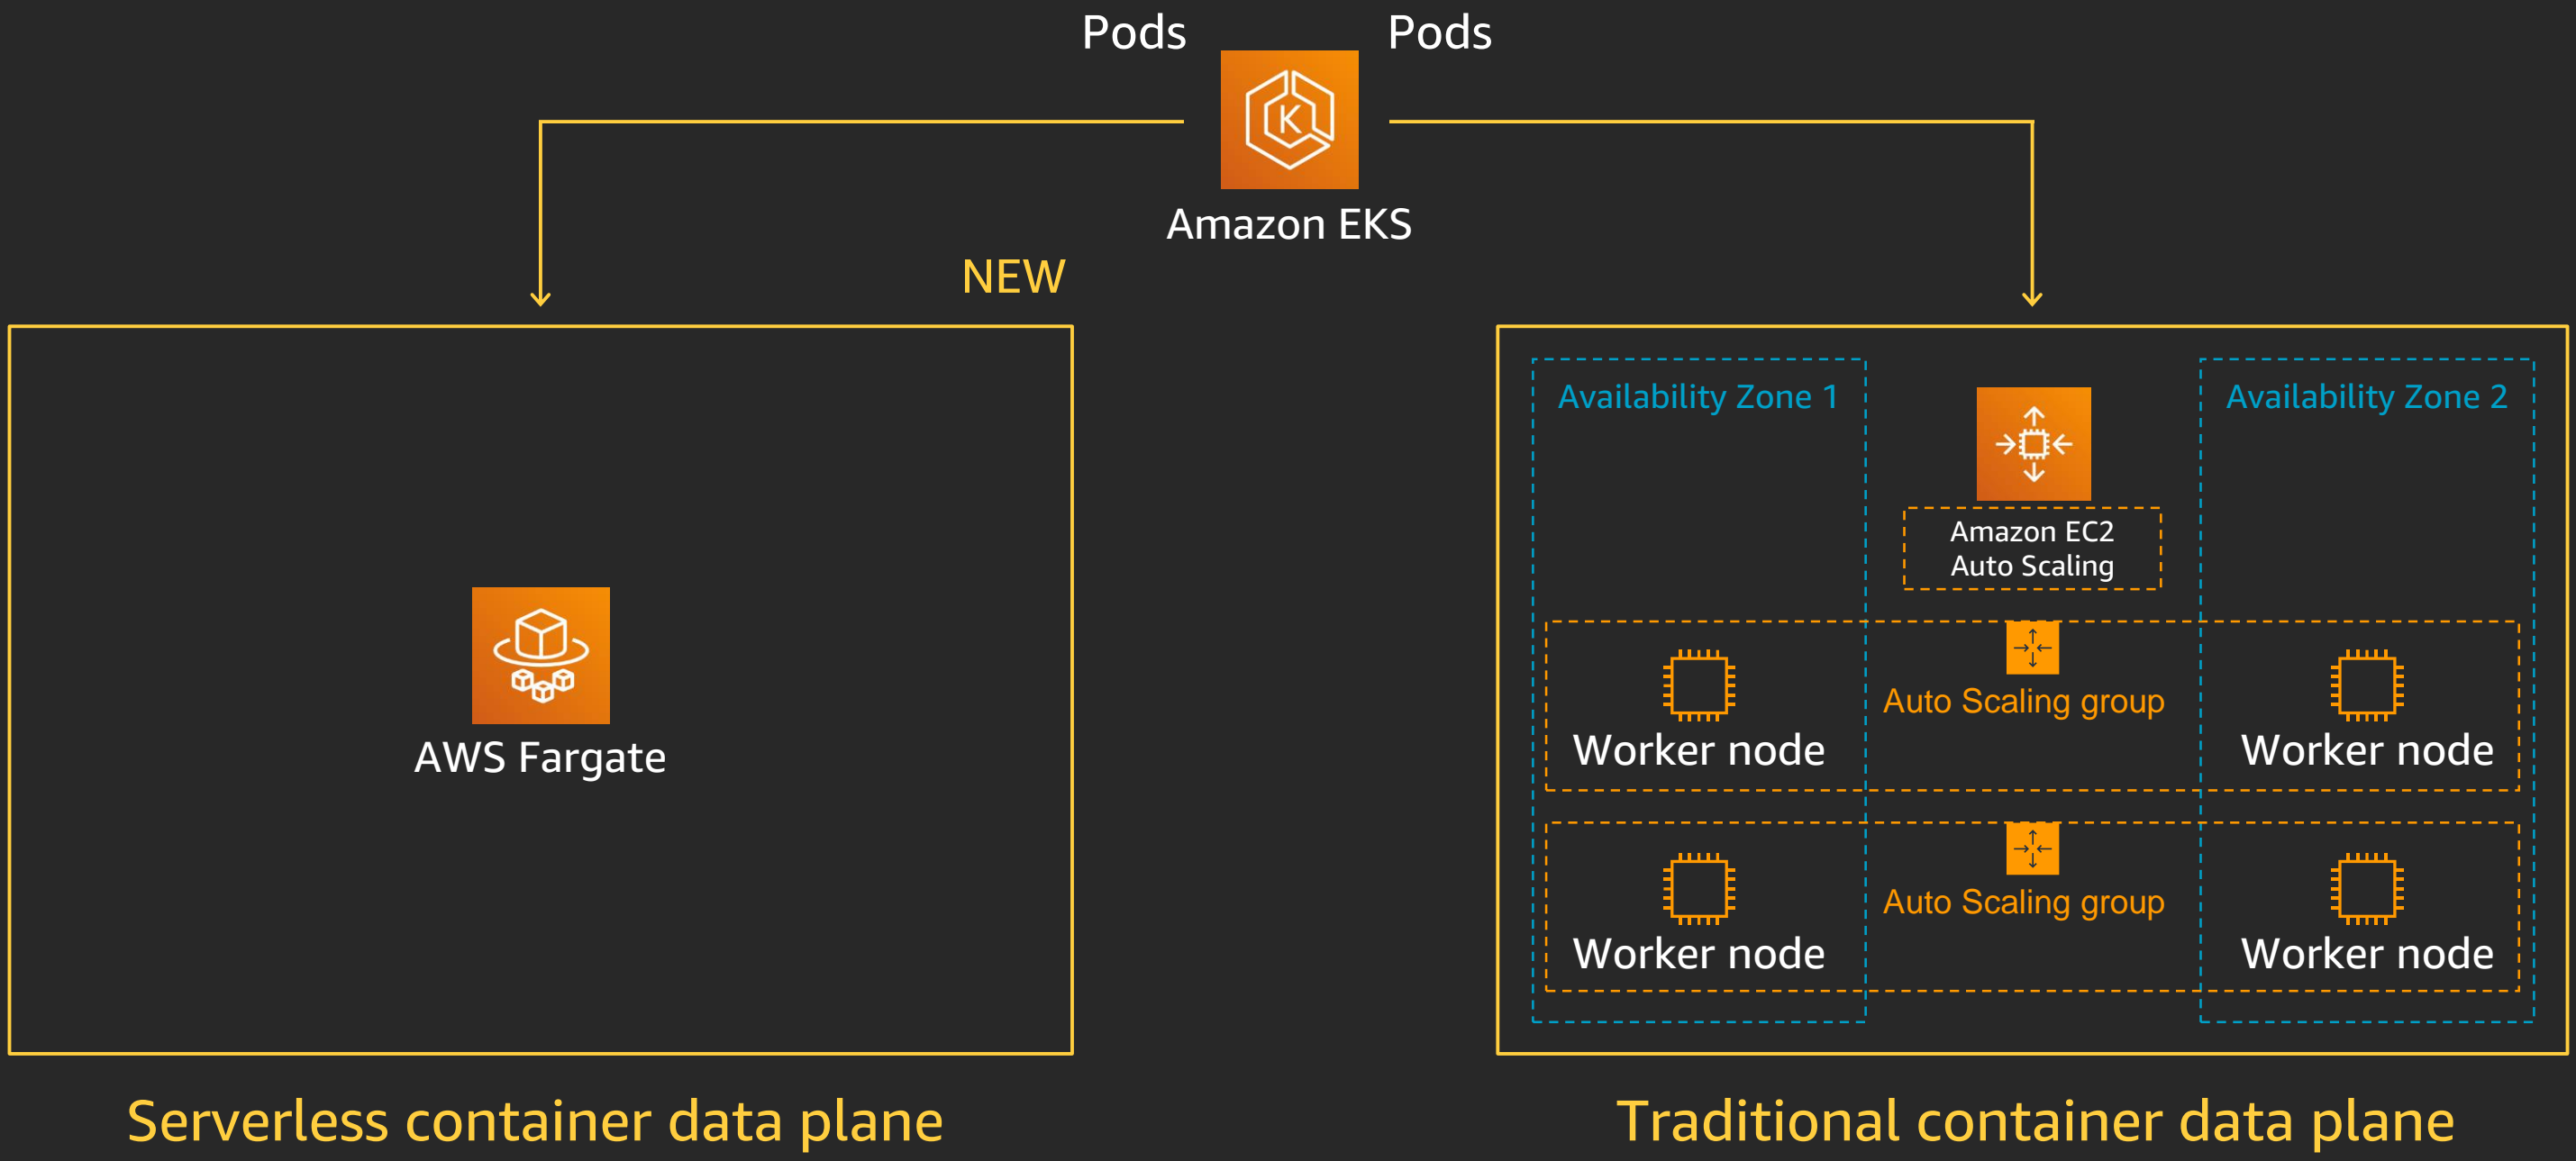 Pods
Pods
K
Amazon EKS
NEW
AWS Fargate
Serverless container data plane
Availability Zone 1
Availability Zone 2
Amazon EC2
Auto Scaling
Auto Scaling group
Worker node
Worker node
Auto Scaling group
Worker node
Worker node
Traditional container data plane